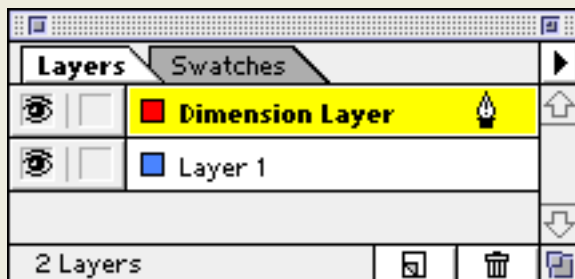 Layers Swatches
Dimension Layer
Layer 1
2 Layers